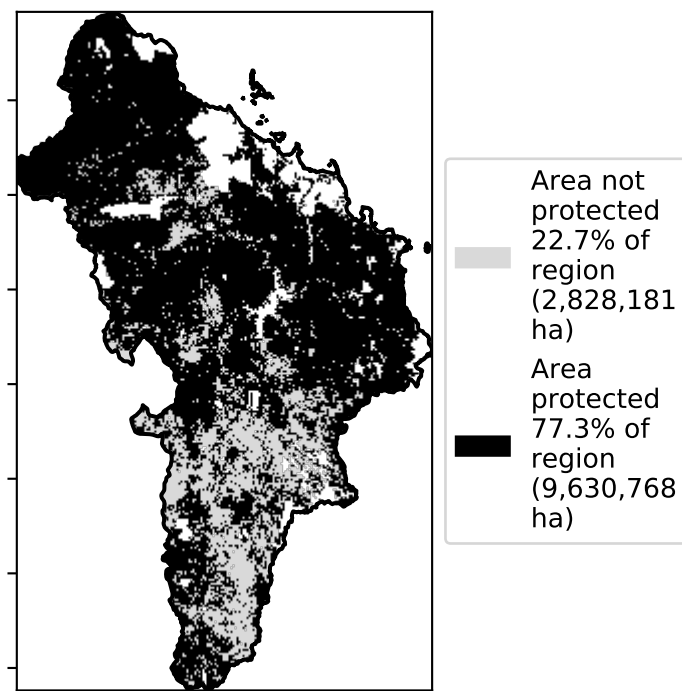 Area not
protected
22.7% of
region
(2,828,181
ha)
Area
protected
77.3% of
region
(9,630,768
ha)